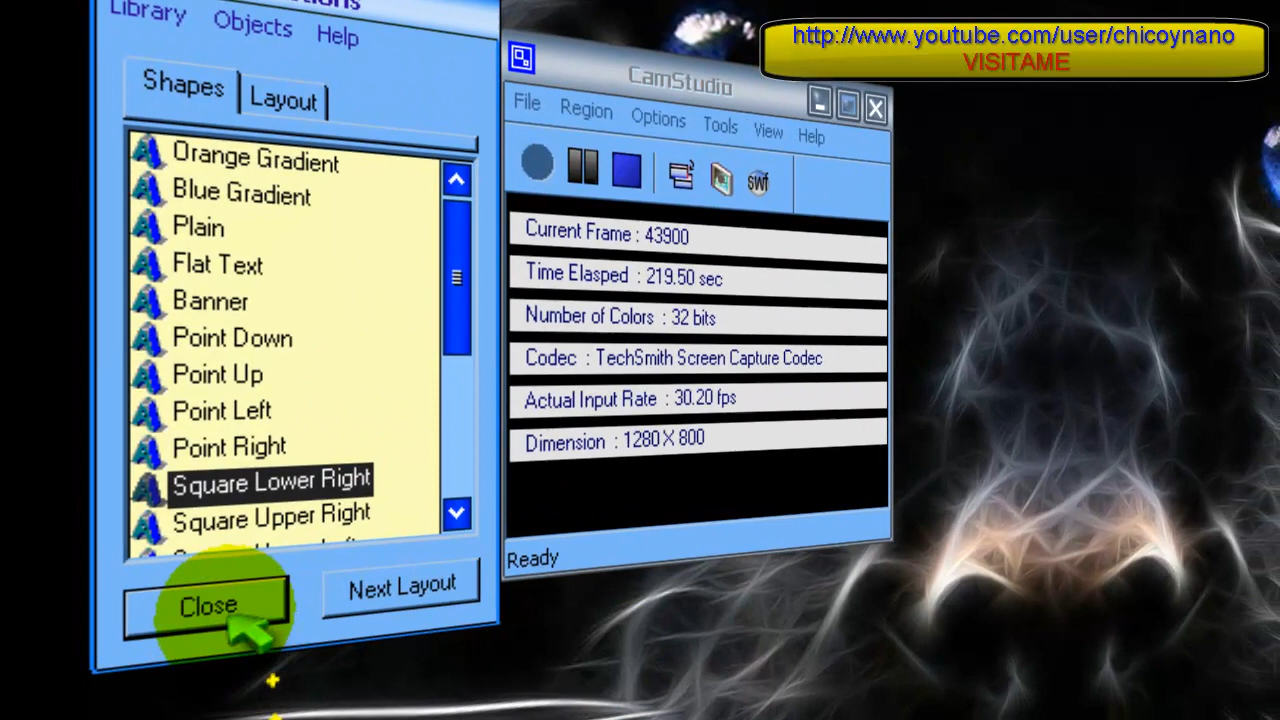 http://www.youtube.com/user/chicoynano
VISITAME
Library Objects Help
Shapes Layout
Orange Gradient
Blue Gradient
Plain
Flat Text
Banner
Point Down
Point Up
Point Left
Point Right
Square Lower Right
Square Upper Right
Close Next Layout
CamStudio
File Region Options Tools View Help
swf
Current Frame : 43900
Time Elasped : 219.50 sec
Number of Colors : 32 bits
Codec : TechSmith Screen Capture Codec
Actual Input Rate : 30.20 fps
Dimension : 1280 X 800
Ready